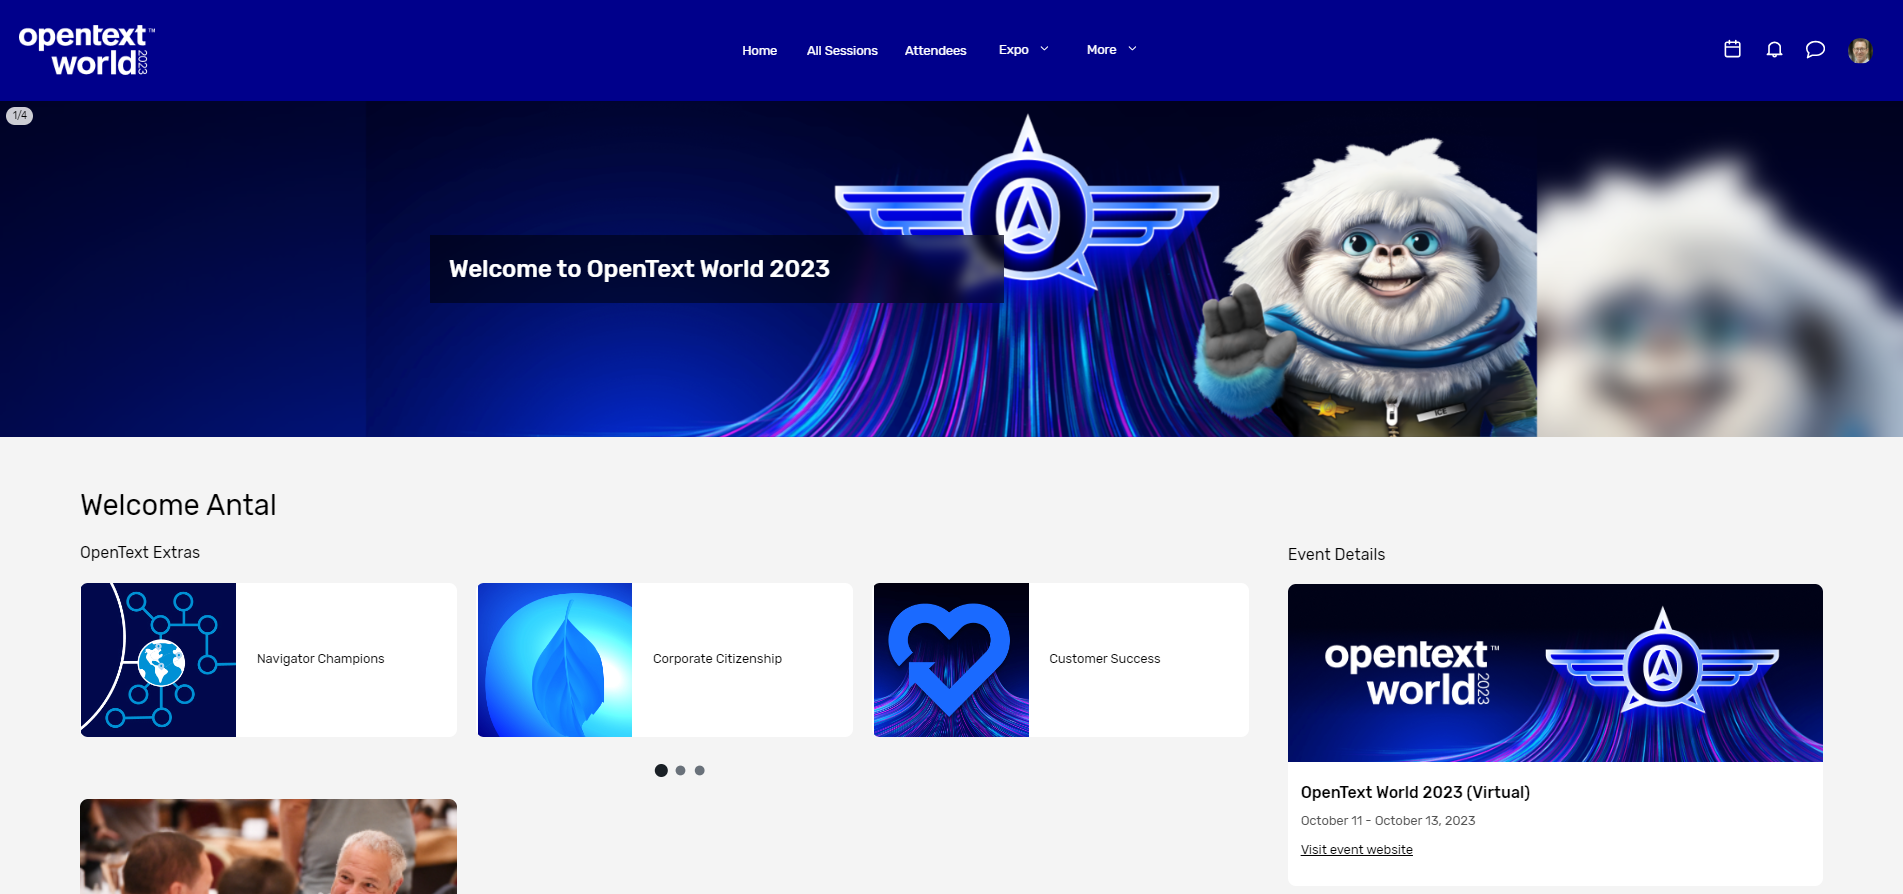 opentext™
world 2023
Home
All Sessions
Attendees
Expo
More
1/4
Welcome to OpenText World 2023
ICE
Welcome Antal
OpenText Extras
Navigator Champions
Corporate Citizenship
Customer Success
Event Details
opentext™
world 2023
OpenText World 2023 (Virtual)
October 11 - October 13, 2023
Visit event website